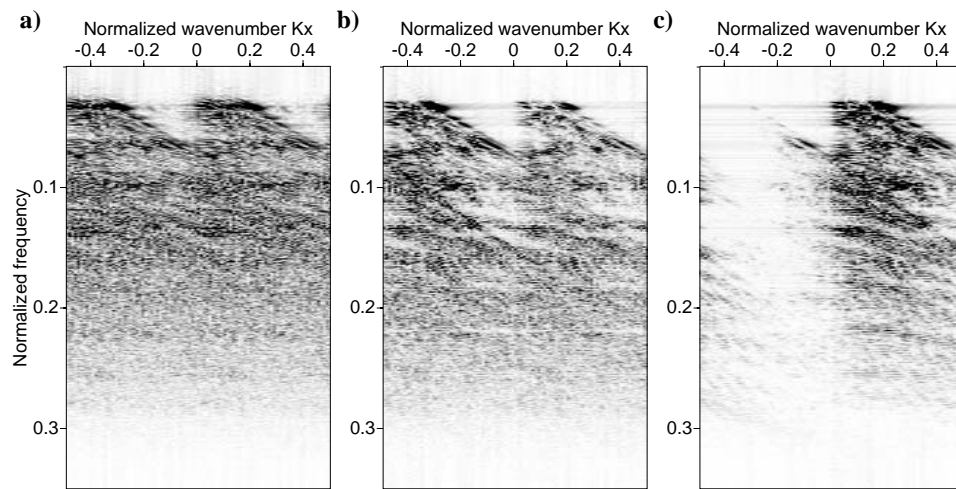 a) Normalized wavenumber Kx b) Normalized wavenumber Kx c) Normalized wavenumber Kx
-0.4 -0.2 0 0.2 0.4 -0.4 -0.2 0 0.2 0.4 -0.4 -0.2 0 0.2 0.4
0.1 0.1 0.1
Normalized frequency
0.2 0.2 0.2
0.3 0.3 0.3